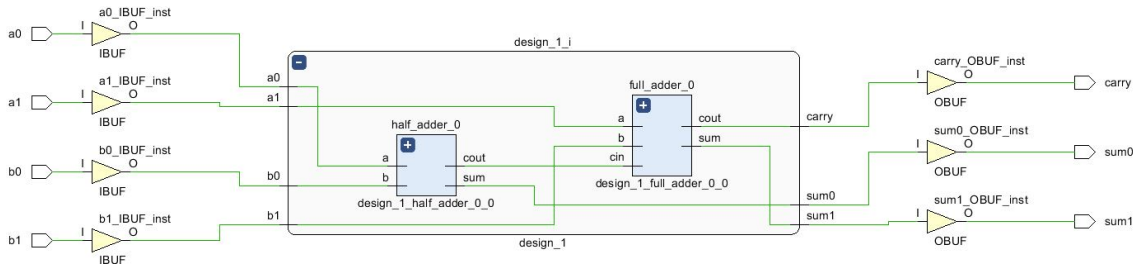 a0
I
a0_IBUF_inst
O
IBUF
a1
I
a1_IBUF_inst
O
IBUF
b0
I
b0_IBUF_inst
O
IBUF
b1
I
b1_IBUF_inst
O
IBUF
design_1_i
a0
a1
b0
b1
half_adder_0
a
b
cout
sum
design_1_half_adder_0_0
full_adder_0
a
b
cin
cout
sum
design_1_full_adder_0_0
carry
sum0
sum1
design_1
carry_OBUF_inst
I
O
OBUF
carry
sum0_OBUF_inst
I
O
OBUF
sum0
sum1_OBUF_inst
I
O
OBUF
sum1